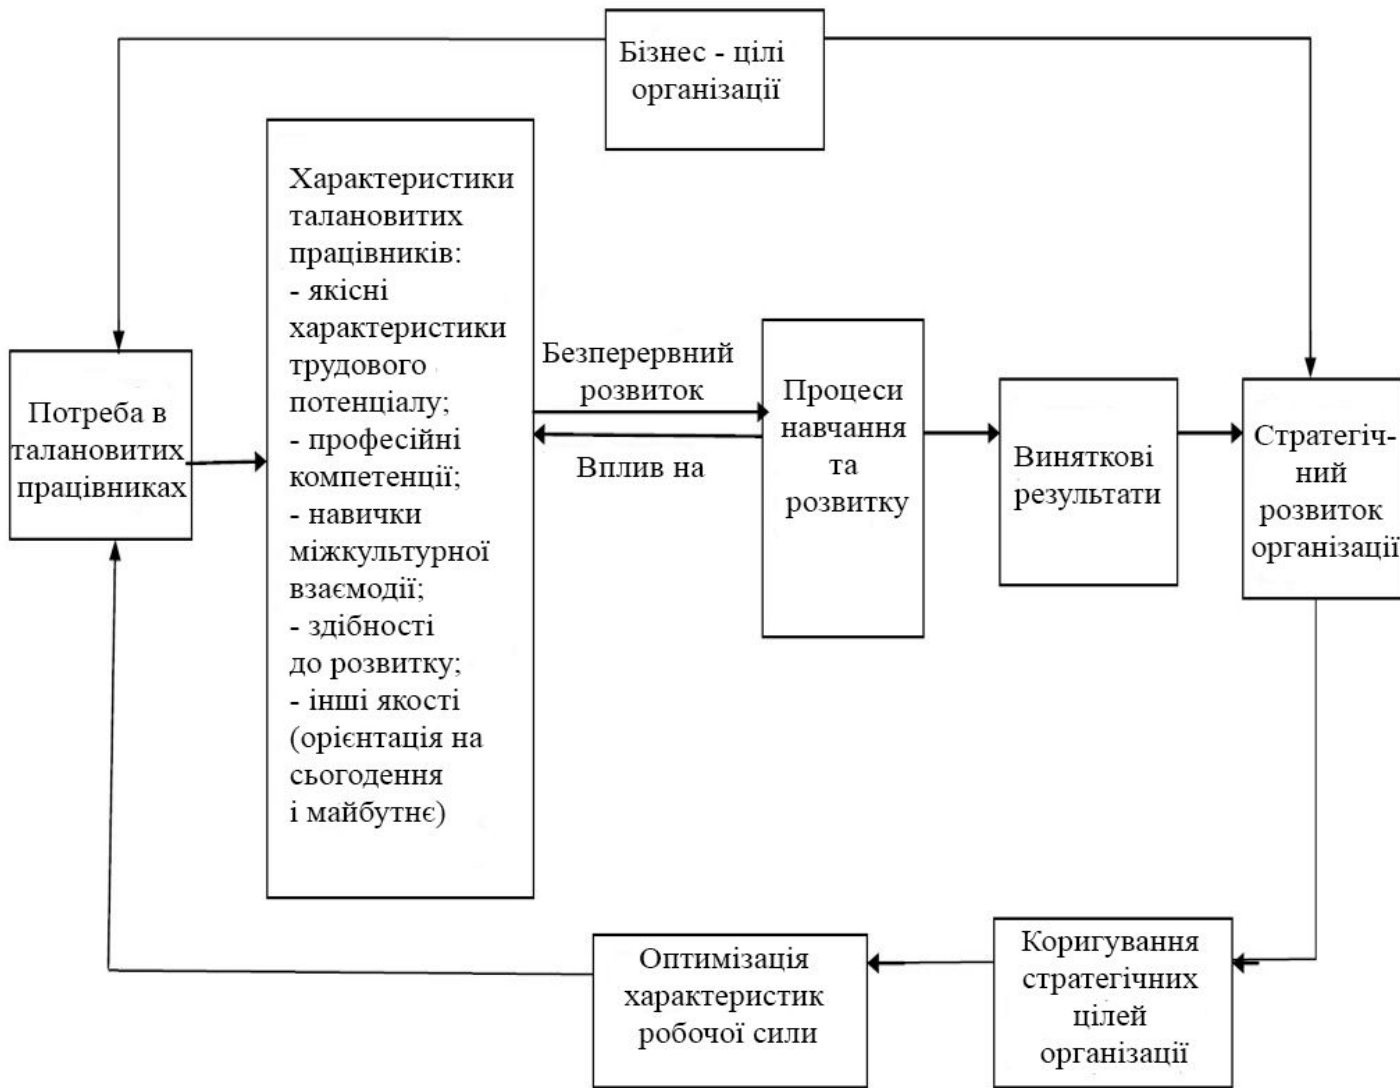 Бізнес - цілі
організації
Потреба в
талановитих
працівниках
Характеристики
талановитих
працівників:
- якісні
характеристики
трудового
потенціалу;
- професійні
компетенції;
- навички
міжкультурної
взаємодії;
- здібності
до розвитку;
- інші якості
(орієнтація на
сьогодення
і майбутнє)
Безперервний
розвиток
Вплив на
Процеси
навчання
та
розвитку
Виняткові
результати
Стратегіч-
ний
розвиток
організації
Коригування
стратегічних
цілей
організації
Оптимізація
характеристик
робочої сили